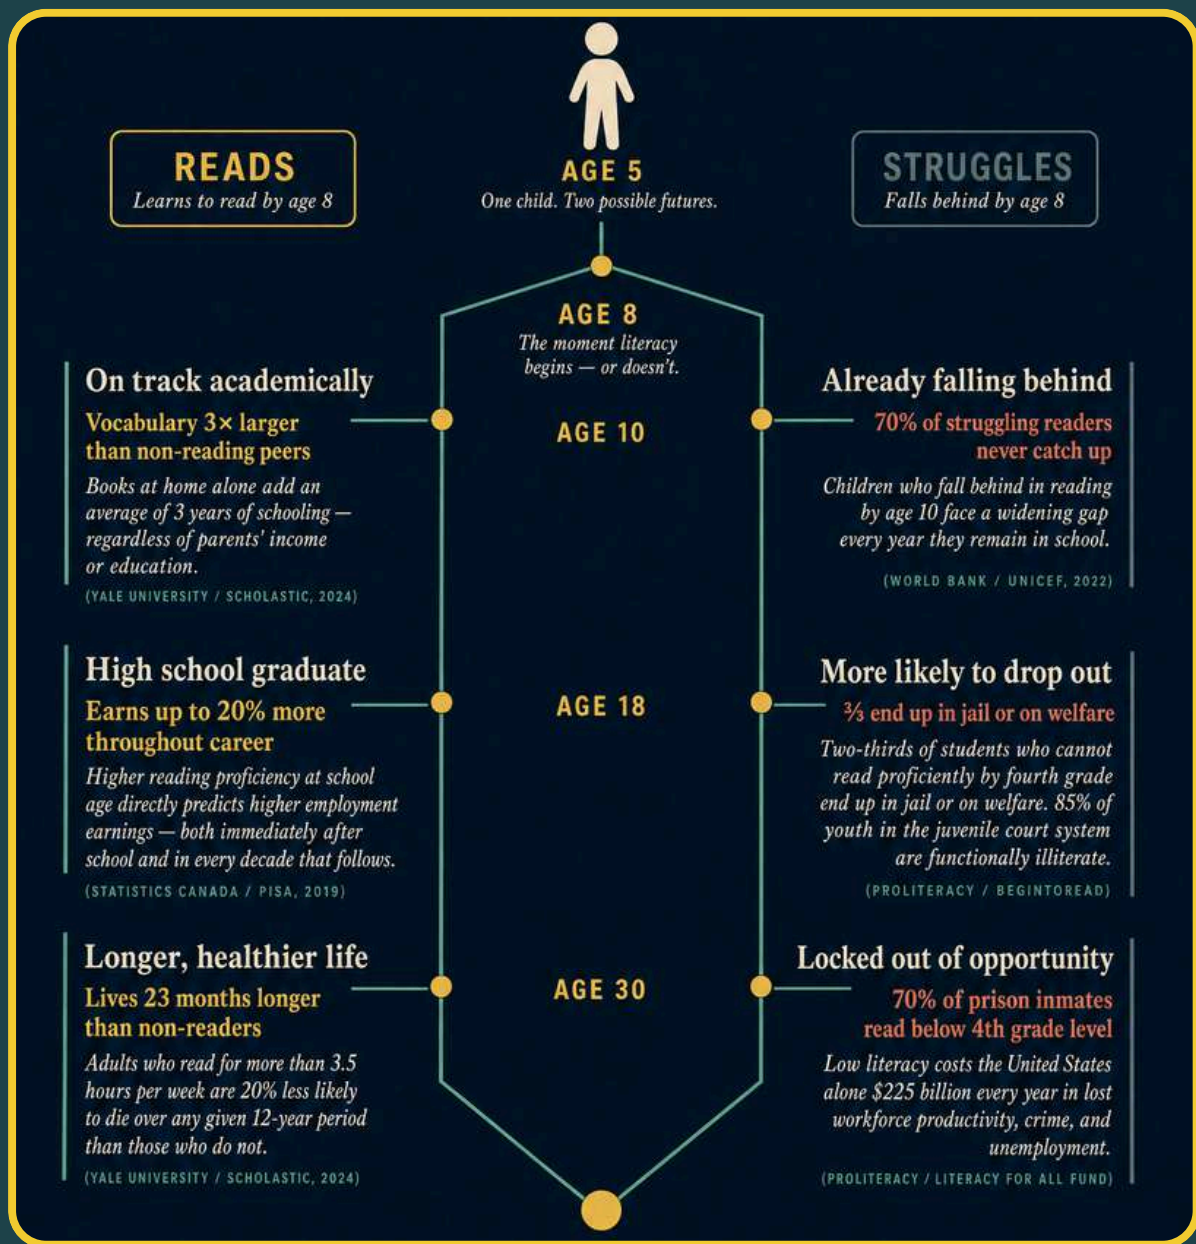 AGE 5
One child. Two possible futures.
READS
Learns to read by age 8
STRUGGLES
Falls behind by age 8
AGE 8
The moment literacy
begins — or doesn't.
AGE 10
On track academically
Vocabulary 3× larger
than non-reading peers
Books at home alone add an
average of 3 years of schooling —
regardless of parents' income
or education.
(YALE UNIVERSITY / SCHOLASTIC, 2024)
Already falling behind
70% of struggling readers
never catch up
Children who fall behind in reading
by age 10 face a widening gap
every year they remain in school.
(WORLD BANK / UNICEF, 2022)
AGE 18
High school graduate
Earns up to 20% more
throughout career
Higher reading proficiency at school
age directly predicts higher employment
earnings — both immediately after
school and in every decade that follows.
(STATISTICS CANADA / PISA, 2019)
More likely to drop out
⅔ end up in jail or on welfare
Two-thirds of students who cannot
read proficiently by fourth grade
end up in jail or on welfare. 85% of
youth in the juvenile court system
are functionally illiterate.
(PROLITERACY / BEGINTOREAD)
AGE 30
Longer, healthier life
Lives 23 months longer
than non-readers
Adults who read for more than 3.5
hours per week are 20% less likely
to die over any given 12-year period
than those who do not.
(YALE UNIVERSITY / SCHOLASTIC, 2024)
Locked out of opportunity
70% of prison inmates
read below 4th grade level
Low literacy costs the United States
alone $225 billion every year in lost
workforce productivity, crime, and
unemployment.
(PROLITERACY / LITERACY FOR ALL FUND)